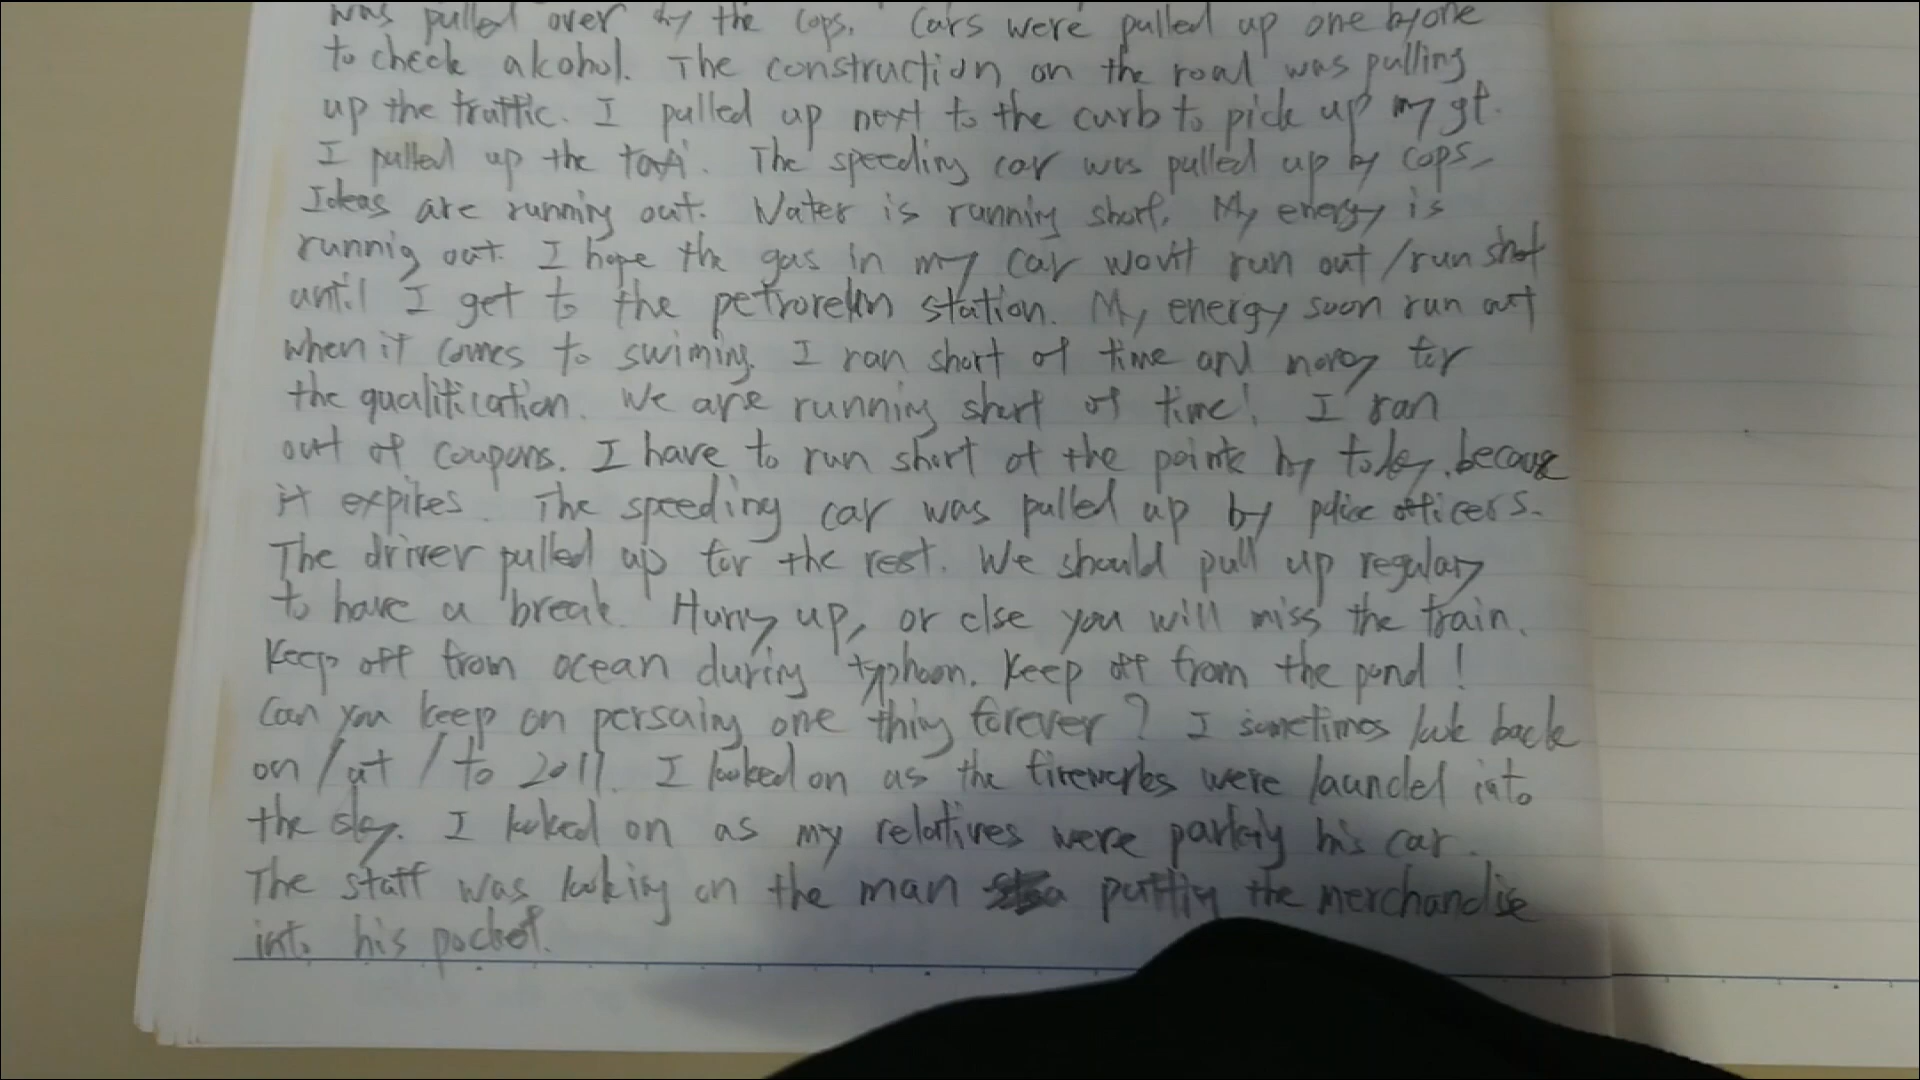 was pulled over by the cops. Cars were pulled up one by one
to check alcohol. The construction on the road was pulling
up the traffic. I pulled up next to the curb to pick up my gf.
I pulled up the taxi. The speeding car was pulled up by cops.
Ideas are running out. Water is running short. My energy is
runnig out. I hope the gas in my car won't run out / run short
until I get to the station. My energy soon run out
when it comes to swiming. I ran short of time and money for
the qualification. We are running short of time! I ran
out of coupons. I have to run short of the points by today. because
it expires. The speeding car was pulled up by police officers.
The driver pulled up for the rest. We should pull up regulary
to have a break. Hurry up, or else you will miss the train.
Keep off from ocean during typhoon. Keep off from the pond!
Can you keep on persuing one thing forever? I sometimes look back
on / at / to 2011. I looked on as the fireworks were launched into
the sky. I looked on as my relatives were parking his car.
The staff was looking on the man putting the merchandise
into his pocket.